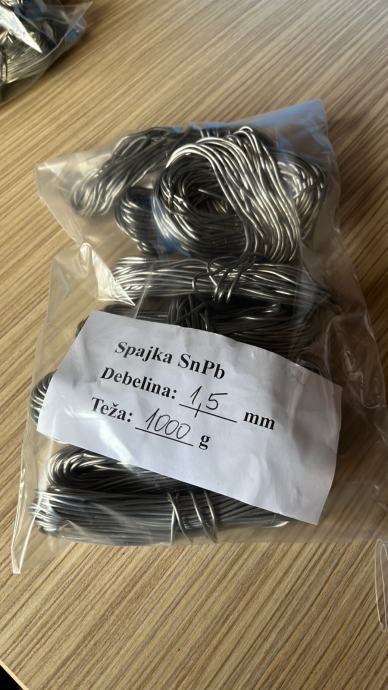 Spajka SnPb
Debelina: 1,5 mm
Teža: 1000 g